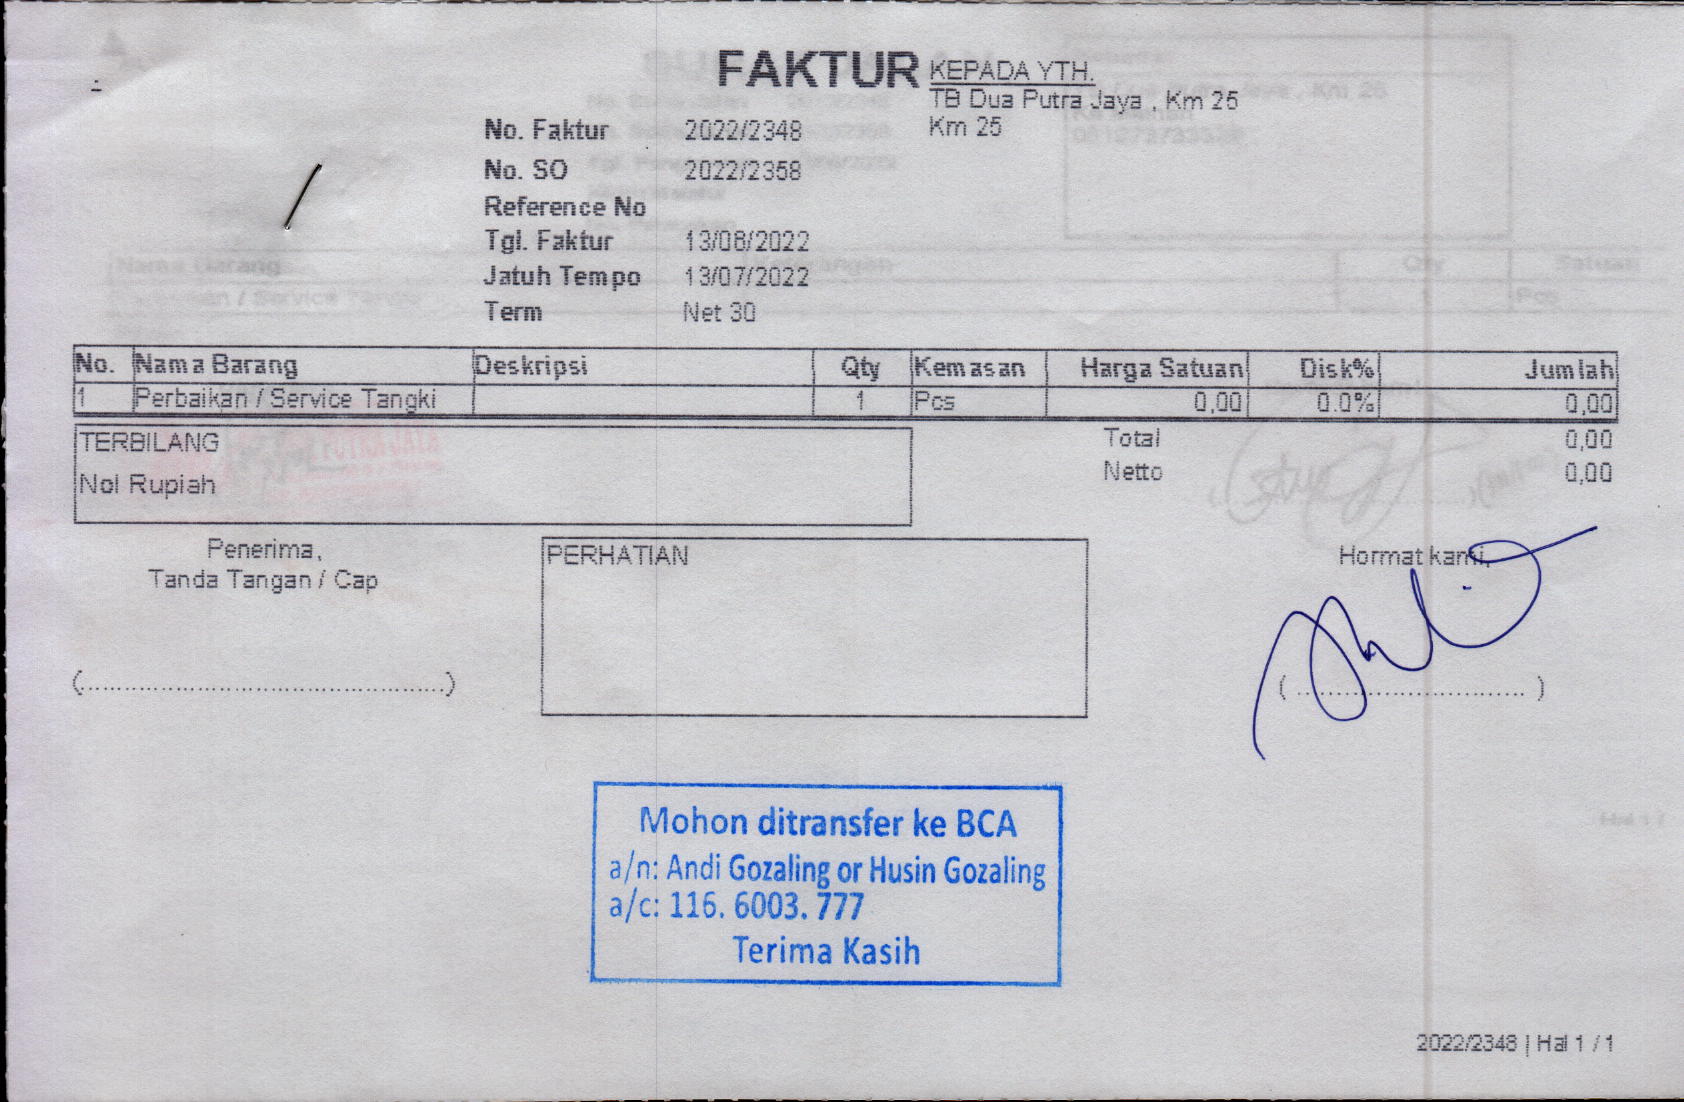 FAKTUR
KEPADA YTH.
TB Dua Putra Jaya , Km 25
Km 25
No. Faktur 2022/2348
No. SO 2022/2358
Reference No
Tgl. Faktur 13/06/2022
Jatuh Tempo 13/07/2022
Term Net 30
No. Nama Barang Deskripsi Qty Kemasan Harga Satuan Disk% Jumlah
1 Perbaikan / Service Tangki 1 Pcs 0,00 0.0% 0,00
TERBILANG
Nol Rupiah
Total 0,00
Netto 0,00
Penerima,
Tanda Tangan / Cap
PERHATIAN
Hormat kami,
(...............................................)
( ............................. )
Mohon ditransfer ke BCA
a/n: Andi Gozaling or Husin Gozaling
a/c: 116. 6003. 777
Terima Kasih
2022/2348 | Hal 1 / 1